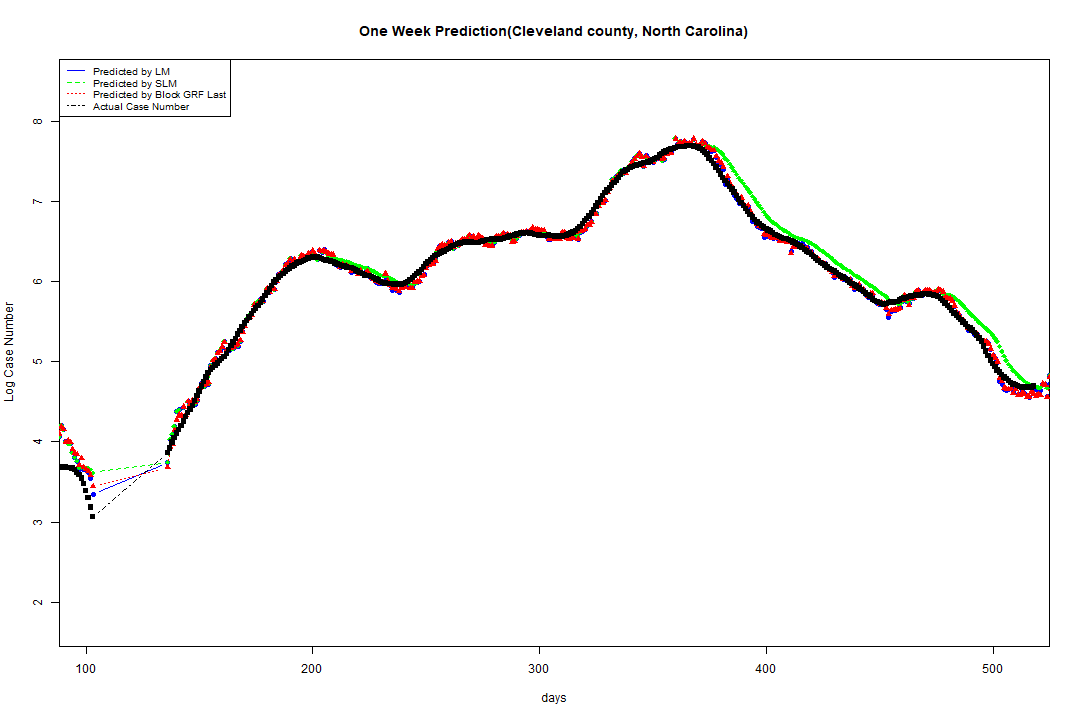 One Week Prediction(Cleveland county, North Carolina)
Predicted by LM
Predicted by SLM
Predicted by Block GRF Last
Actual Case Number
Log Case Number
8
7
6
5
4
3
2
100 200 300 400 500
days